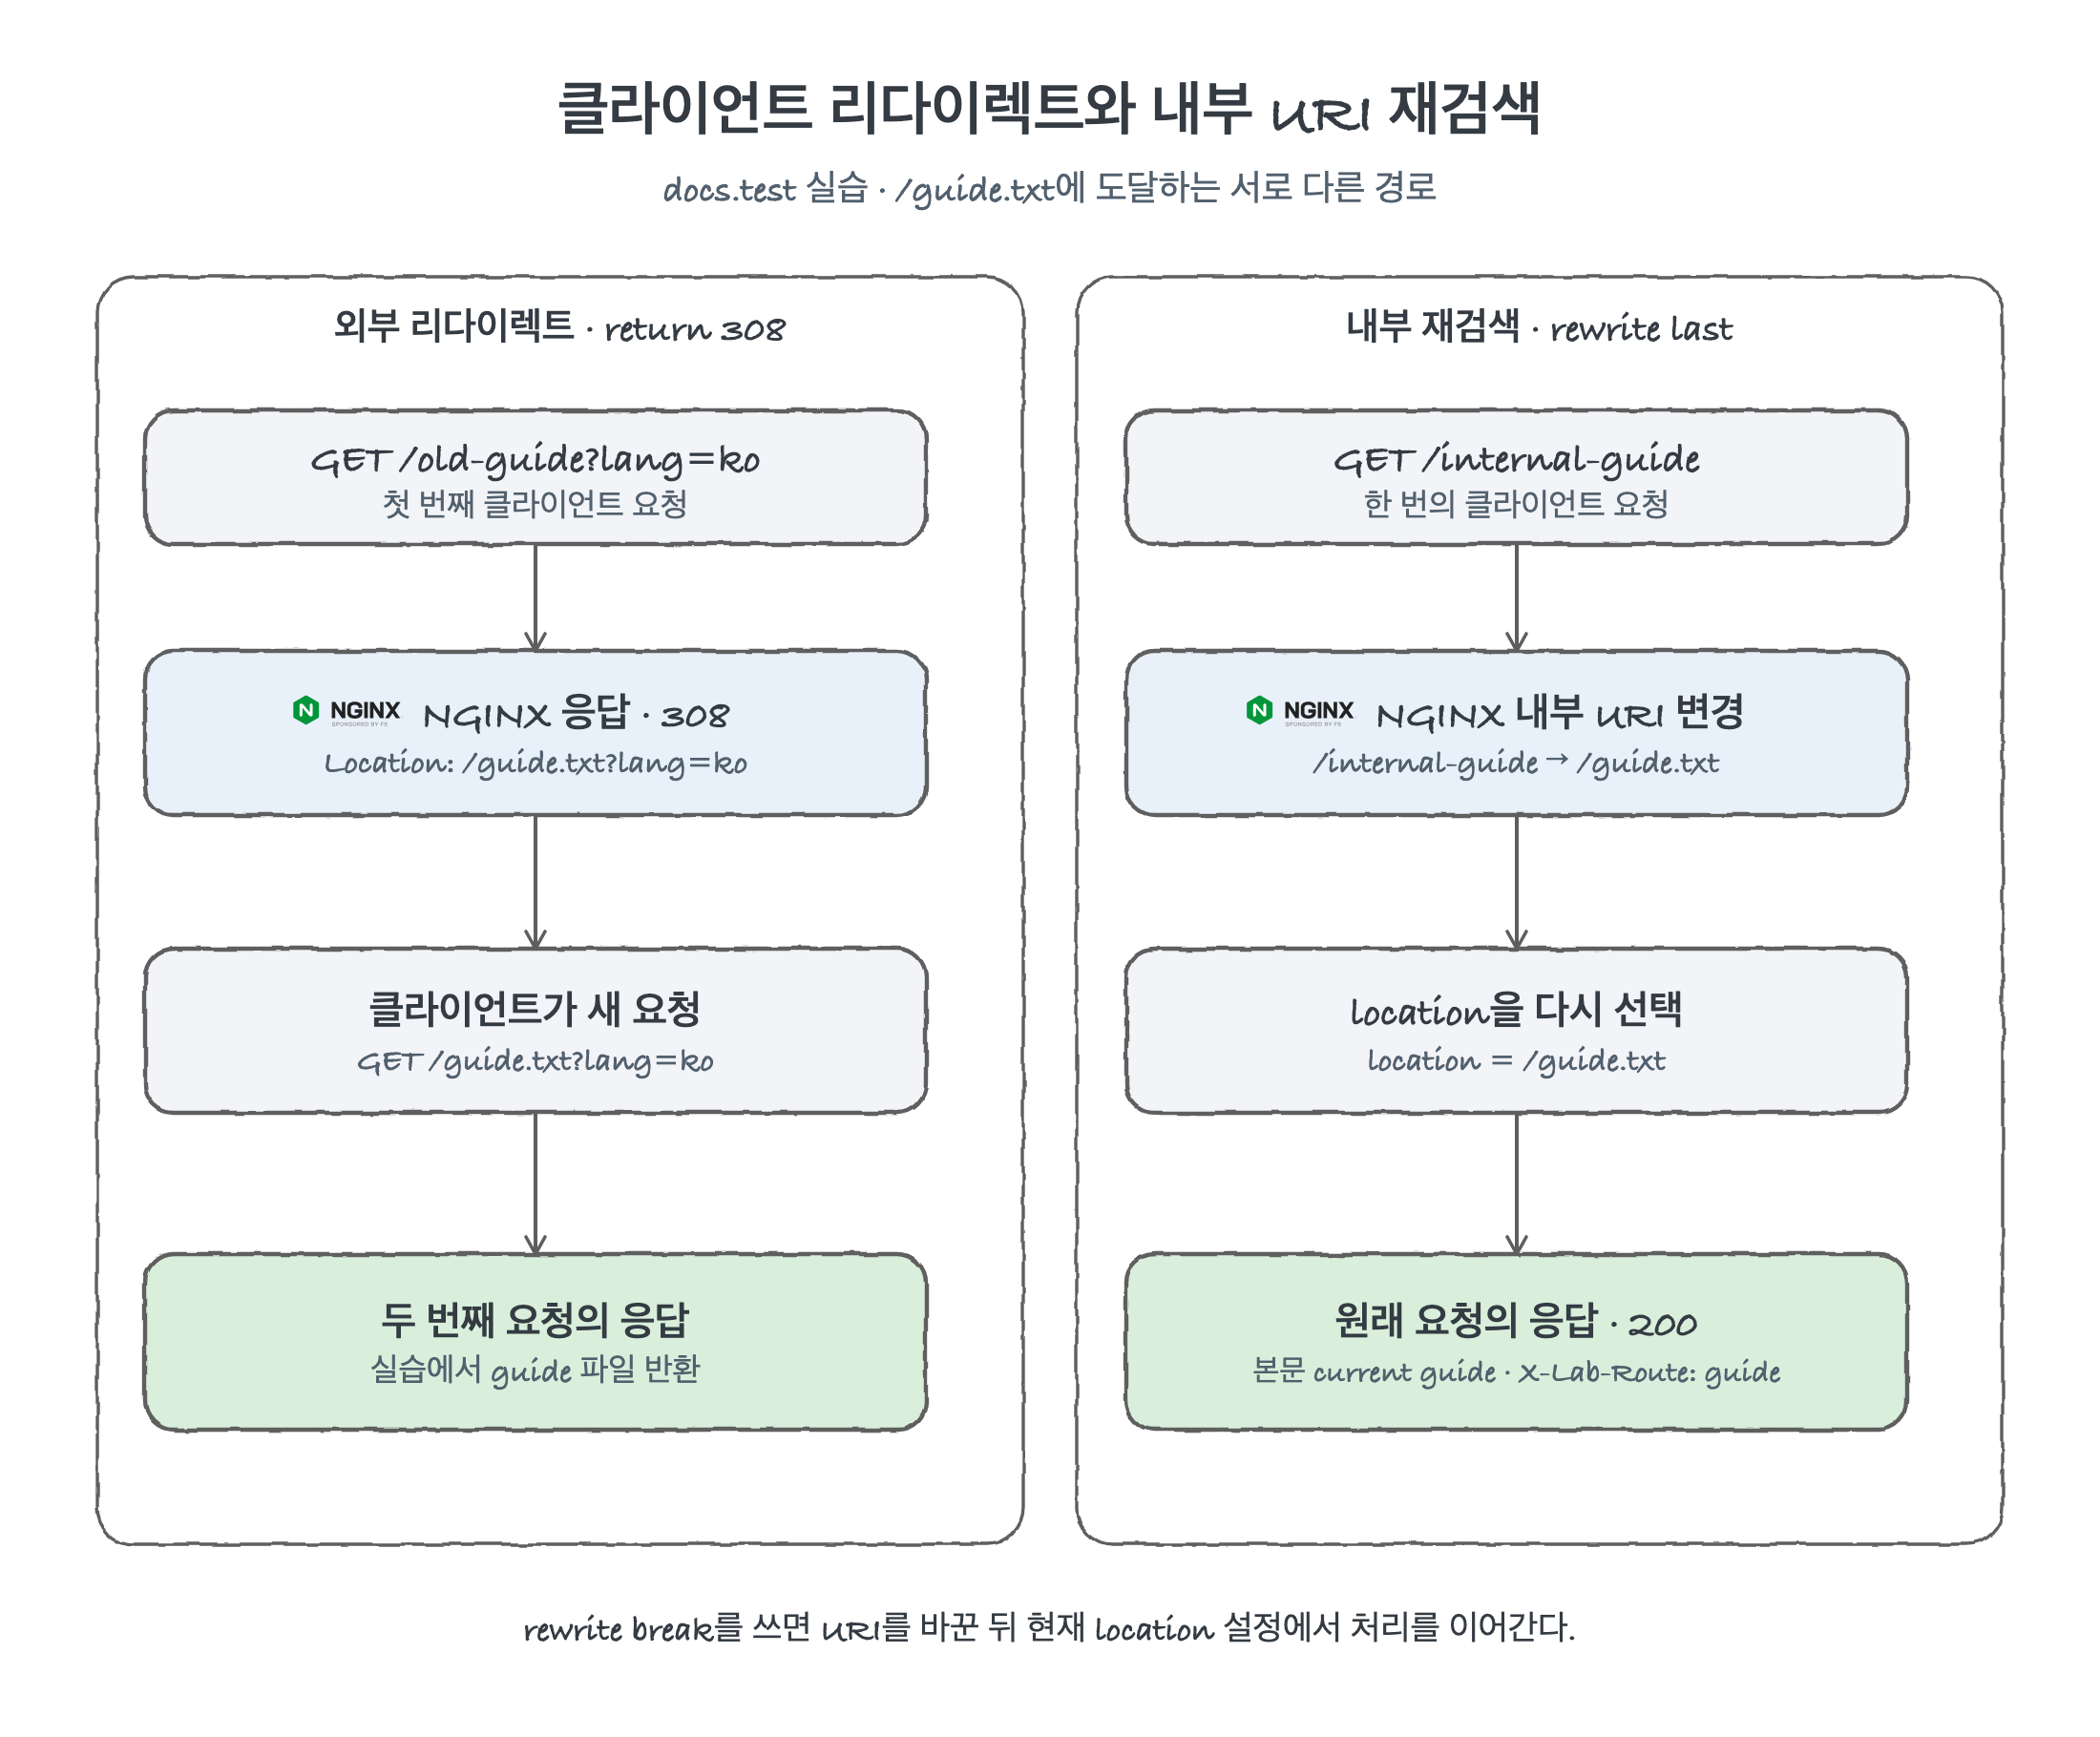 클라이언트 리다이렉트와 내부 URI 재검색
docs.test 실습 · /guide.txt에 도달하는 서로 다른 경로
외부 리다이렉트 · return 308
GET /old-guide?lang=ko
첫 번째 클라이언트 요청
NGINX
SPONSORED BY F5
NGINX 응답 · 308
Location: /guide.txt?lang=ko
클라이언트가 새 요청
GET /guide.txt?lang=ko
두 번째 요청의 응답
실습에서 guide 파일 반환
내부 재검색 · rewrite last
GET /internal-guide
한 번의 클라이언트 요청
NGINX
SPONSORED BY F5
NGINX 내부 URI 변경
/internal-guide → /guide.txt
location을 다시 선택
location = /guide.txt
원래 요청의 응답 · 200
본문 current guide · X-Lab-Route: guide
rewrite break를 쓰면 URI를 바꾼 뒤 현재 location 설정에서 처리를 이어간다.